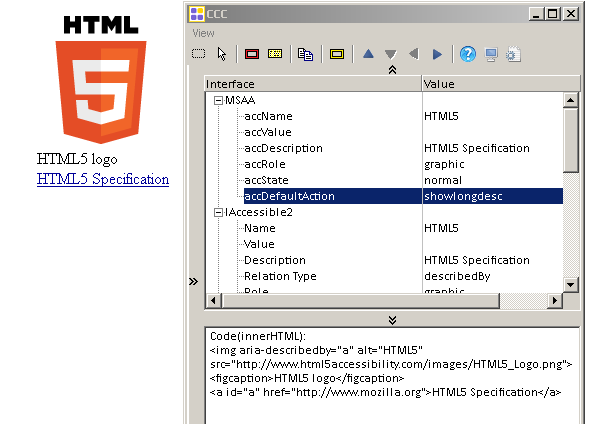 HTML
5
HTML5 logo
HTML5 Specification
CCC
View
Interface Value
MSAA
accName HTML5
accValue
accDescription HTML5 Specification
accRole graphic
accState normal
accDefaultAction showlongdesc
IAccessible2
Name HTML5
Value
Description HTML5 Specification
Relation Type describedBy
Role graphic
Code(innerHTML):
<img aria-describedby="a" alt="HTML5"
src="http://www.html5accessibility.com/images/HTML5_Logo.png">
<figcaption>HTML5 logo</figcaption>
<a id="a" href="http://www.mozilla.org">HTML5 Specification</a>